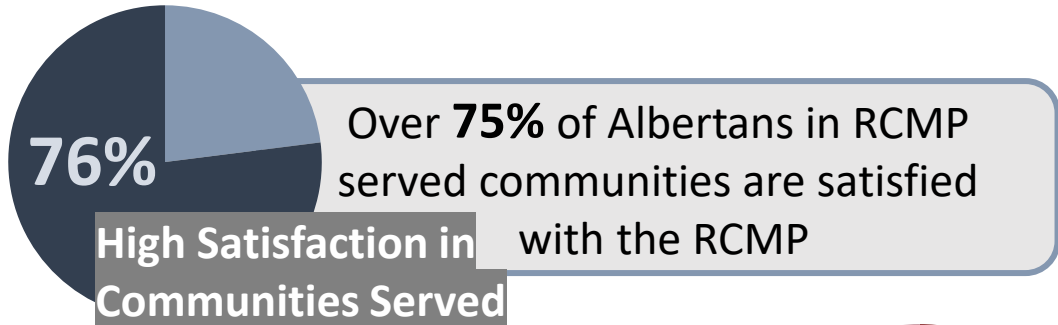 76%
Over 75% of Albertans in RCMP
served communities are satisfied
with the RCMP
High Satisfaction in
Communities Served